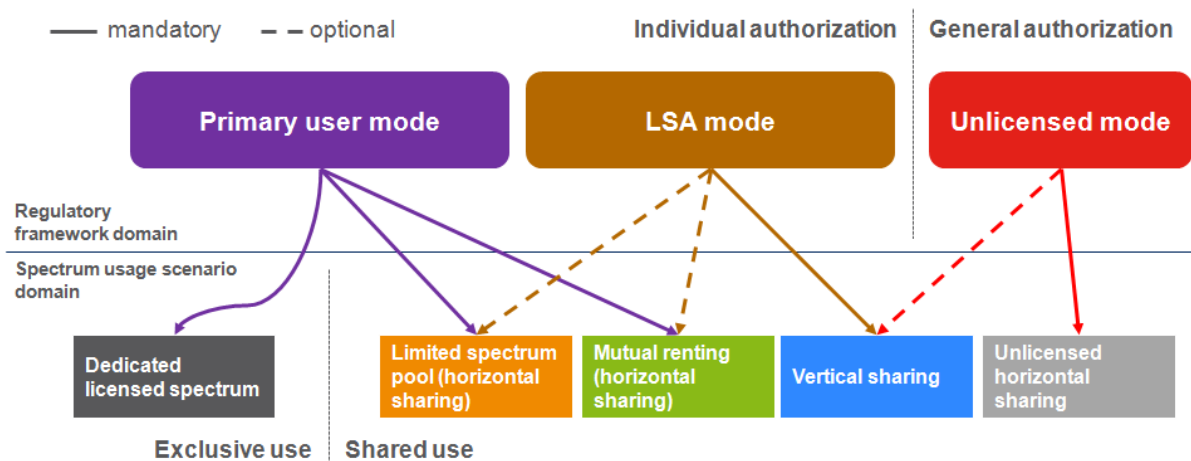 mandatory
optional
Individual authorization
General authorization
Primary user mode
LSA mode
Unlicensed mode
Regulatory
framework domain
Spectrum usage scenario
domain
Dedicated
licensed spectrum
Limited spectrum
pool (horizontal
sharing)
Mutual renting
(horizontal
sharing)
Vertical sharing
Unlicensed
horizontal
sharing
Exclusive use
Shared use